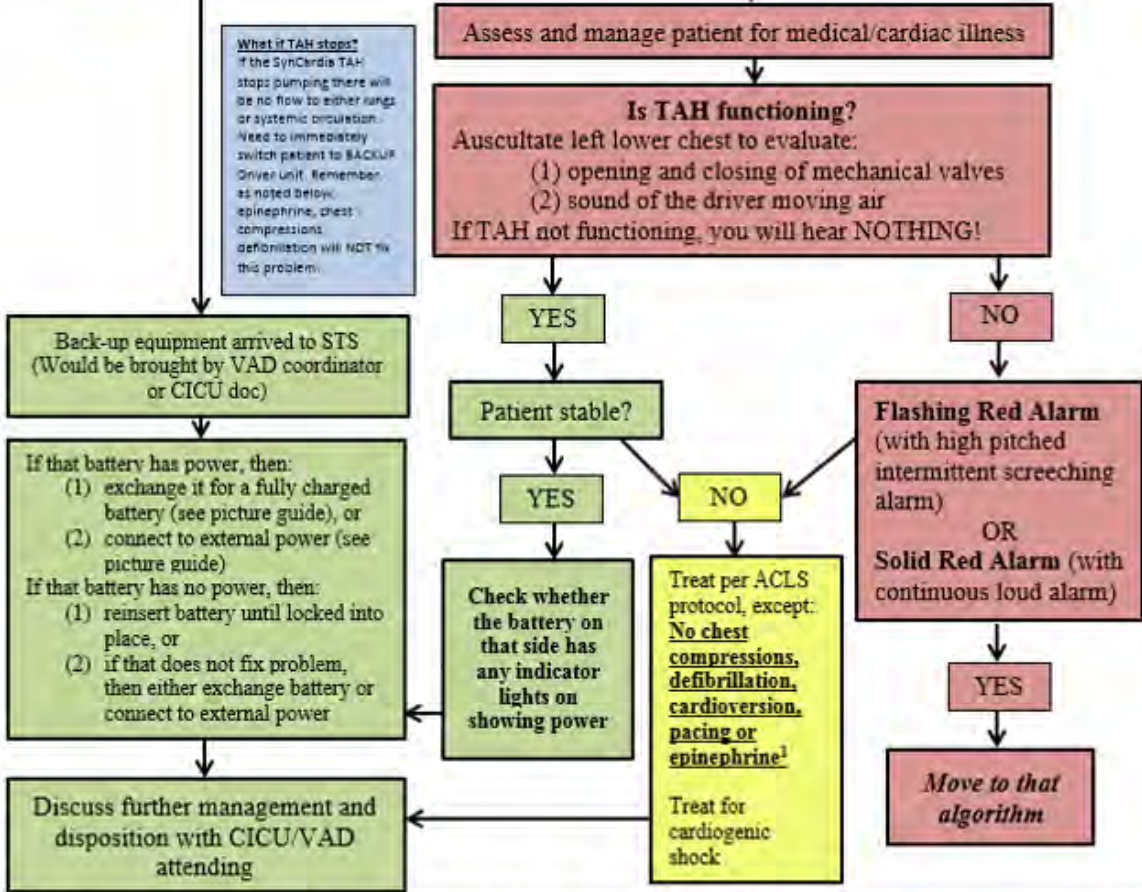 What if TAH stops?
If the SynCardia TAH
stops pumping there will
be no flow to either lungs
or systemic circulation.
Need to immediately
switch patient to BACKUP
Driver unit. Remember
as noted below,
epinephrine, chest
compressions
defibrillation will NOT fix
this problem.
Assess and manage patient for medical/cardiac illness
Is TAH functioning?
Auscultate left lower chest to evaluate:
(1) opening and closing of mechanical valves
(2) sound of the driver moving air
If TAH not functioning, you will hear NOTHING!
YES
NO
Back-up equipment arrived to STS
(Would be brought by VAD coordinator
or CICU doc)
Patient stable?
Flashing Red Alarm
(with high pitched
intermittent screeching
alarm)
OR
Solid Red Alarm (with
continuous loud alarm)
If that battery has power, then:
(1) exchange it for a fully charged
battery (see picture guide), or
(2) connect to external power (see
picture guide)
If that battery has no power, then:
(1) reinsert battery until locked into
place, or
(2) if that does not fix problem,
then either exchange battery or
connect to external power
YES
NO
Check whether
the battery on
that side has
any indicator
lights on
showing power
Treat per ACLS
protocol, except:
No chest
compressions,
defibrillation,
cardioversion,
pacing or
epinephrine¹
Treat for
cardiogenic
shock
YES
Move to that
algorithm
Discuss further management and
disposition with CICU/VAD
attending